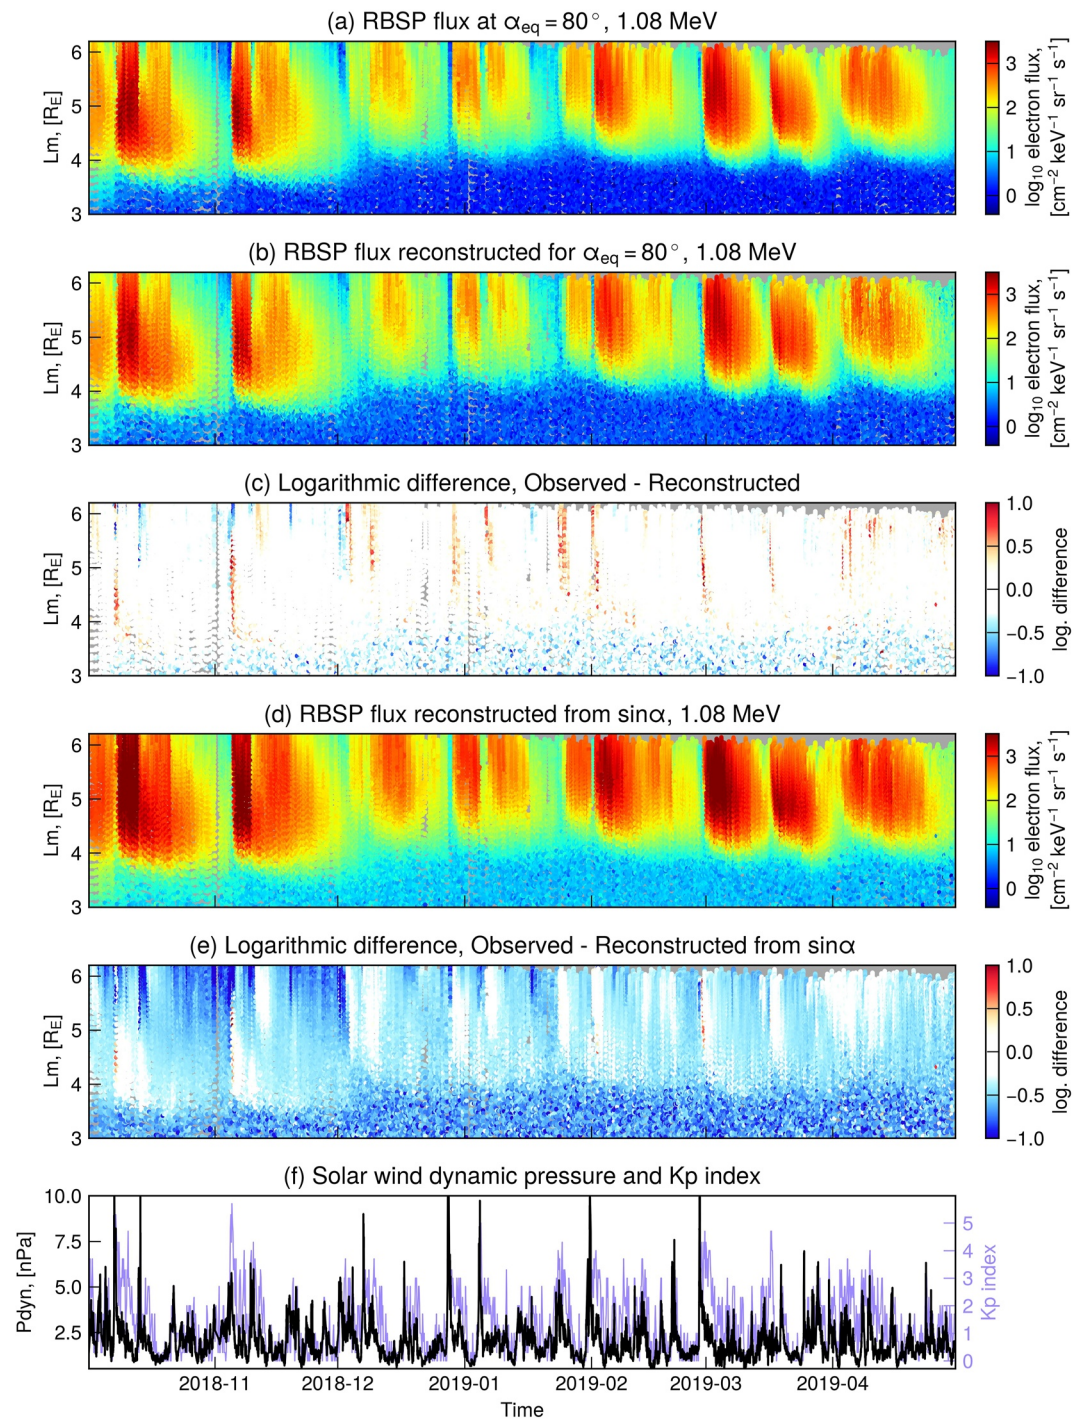 (a) RBSP flux at αeq = 80°, 1.08 MeV
6
5
4
3
Lm, [RE]
3
2
1
0
log10 electron flux,
[cm−2 keV−1 sr−1 s−1]
(b) RBSP flux reconstructed for αeq = 80°, 1.08 MeV
6
5
4
3
Lm, [RE]
3
2
1
0
log10 electron flux,
[cm−2 keV−1 sr−1 s−1]
(c) Logarithmic difference, Observed - Reconstructed
6
5
4
3
Lm, [RE]
1.0
0.5
0.0
−0.5
−1.0
log. difference
(d) RBSP flux reconstructed from sinα, 1.08 MeV
6
5
4
3
Lm, [RE]
3
2
1
0
log10 electron flux,
[cm−2 keV−1 sr−1 s−1]
(e) Logarithmic difference, Observed - Reconstructed from sinα
6
5
4
3
Lm, [RE]
1.0
0.5
0.0
−0.5
−1.0
log. difference
(f) Solar wind dynamic pressure and Kp index
10.0
7.5
5.0
2.5
Pdyn, [nPa]
5
4
3
2
1
0
Kp index
2018-11 2018-12 2019-01 2019-02 2019-03 2019-04
Time